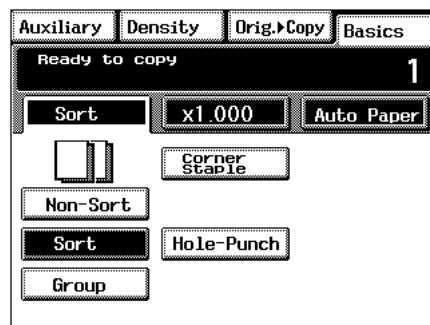 Auxiliary Density Orig.▸Copy Basics
Ready to copy
1
Sort x1.000 Auto Paper
Corner
Staple
Non-Sort
Sort Hole-Punch
Group